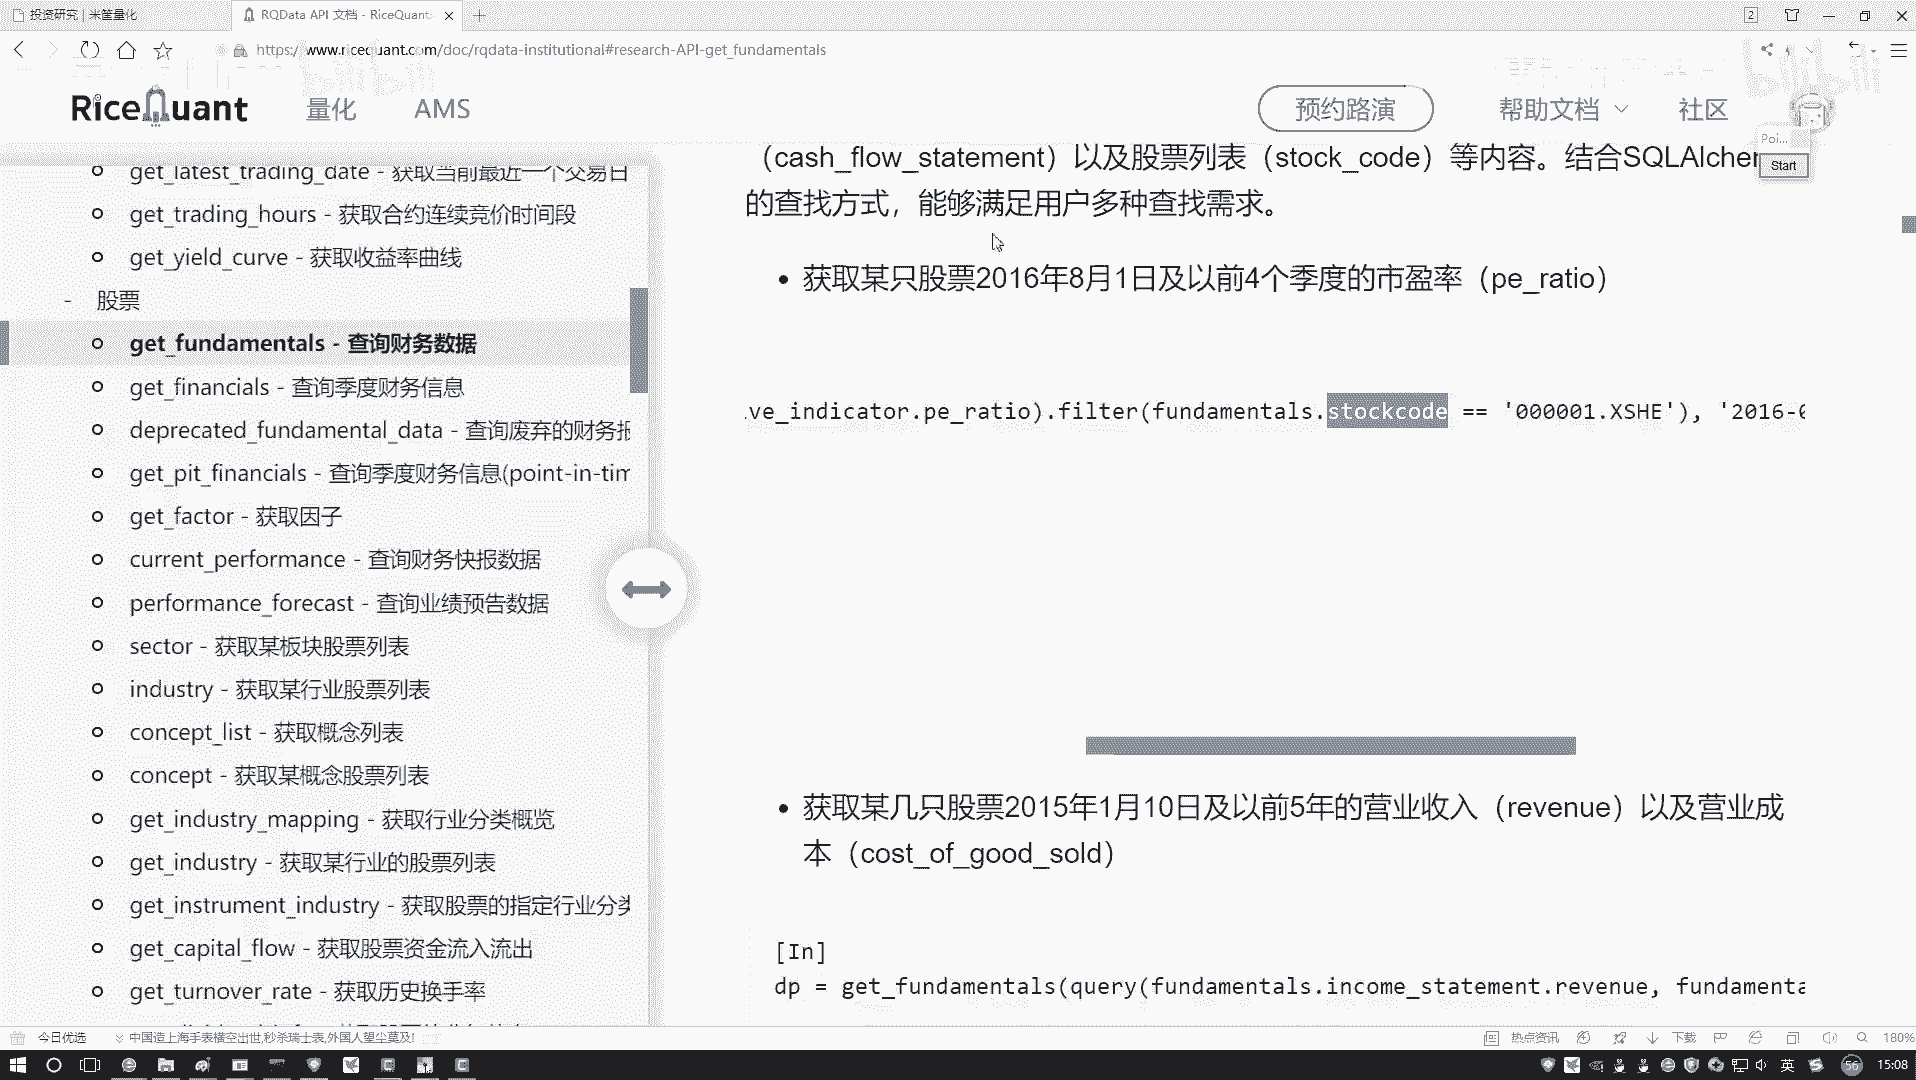 投资研究 | 米筐量化
RQData API 文档 - RiceQuant
2
https://www.ricequant.com/doc/rqdata-institutional#research-API-get_fundamentals
bilibili
RiceQuant
量化
AMS
预约路演
帮助文档
社区
Poi...
Start
get_latest_trading_date - 获取当前最近一个交易日
get_trading_hours - 获取合约连续竞价时间段
get_yield_curve - 获取收益率曲线
- 股票
get_fundamentals - 查询财务数据
get_financials - 查询季度财务信息
deprecated_fundamental_data - 查询废弃的财务报
get_pit_financials - 查询季度财务信息(point-in-tim
get_factor - 获取因子
current_performance - 查询财务快报数据
performance_forecast - 查询业绩预告数据
sector - 获取某板块股票列表
industry - 获取某行业股票列表
concept_list - 获取概念列表
concept - 获取某概念股票列表
get_industry_mapping - 获取行业分类概览
get_industry - 获取某行业的股票列表
get_instrument_industry - 获取股票的指定行业分类
get_capital_flow - 获取股票资金流入流出
get_turnover_rate - 获取历史换手率
（cash_flow_statement）以及股票列表（stock_code）等内容。结合SQLAlchem
的查找方式，能够满足用户多种查找需求。
• 获取某只股票2016年8月1日及以前4个季度的市盈率（pe_ratio）
ve_indicator.pe_ratio).filter(fundamentals.stockcode == '000001.XSHE'), '2016-0
• 获取某几只股票2015年1月10日及以前5年的营业收入（revenue）以及营业成
本（cost_of_good_sold）
[In]
dp = get_fundamentals(query(fundamentals.income_statement.revenue, fundamenta
今日优选
中国造上海手表横空出世,秒杀瑞士表,外国人望尘莫及!
热点资讯
下载
180%
英
56
15:08